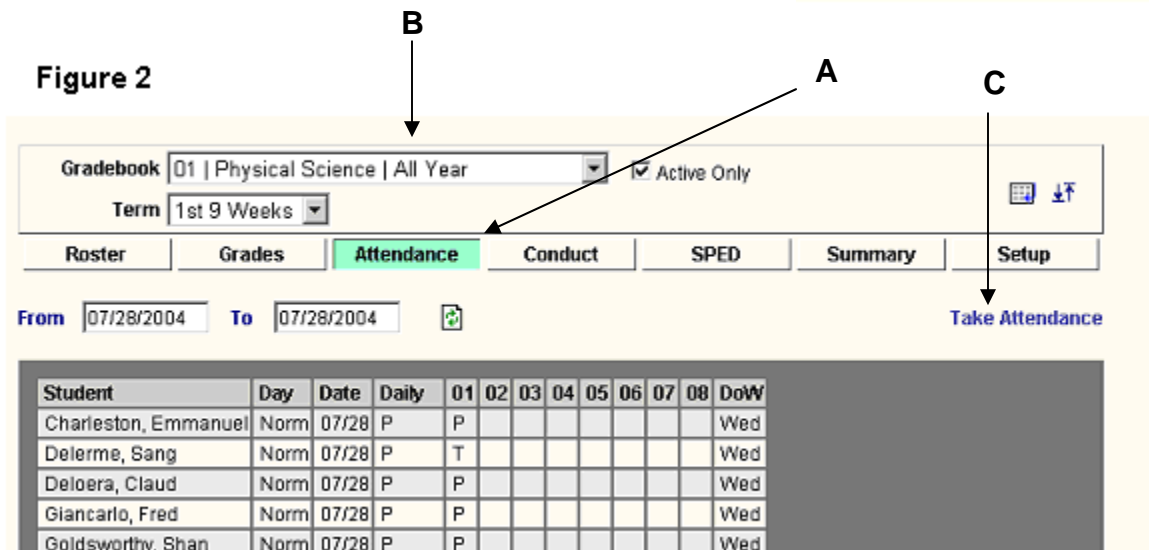 B
A
Figure 2
C
Gradebook 01 | Physical Science | All Year Active Only
Term 1st 9 Weeks
Roster Grades Attendance Conduct SPED Summary Setup
From 07/28/2004 To 07/28/2004 Take Attendance
Student Day Date Daily 01 02 03 04 05 06 07 08 DoW
Charleston, Emmanuel Norm 07/28 P P Wed
Delerme, Sang Norm 07/28 P T Wed
Deloera, Claud Norm 07/28 P P Wed
Giancarlo, Fred Norm 07/28 P P Wed
Goldsworthy, Shan Norm 07/28 P P Wed